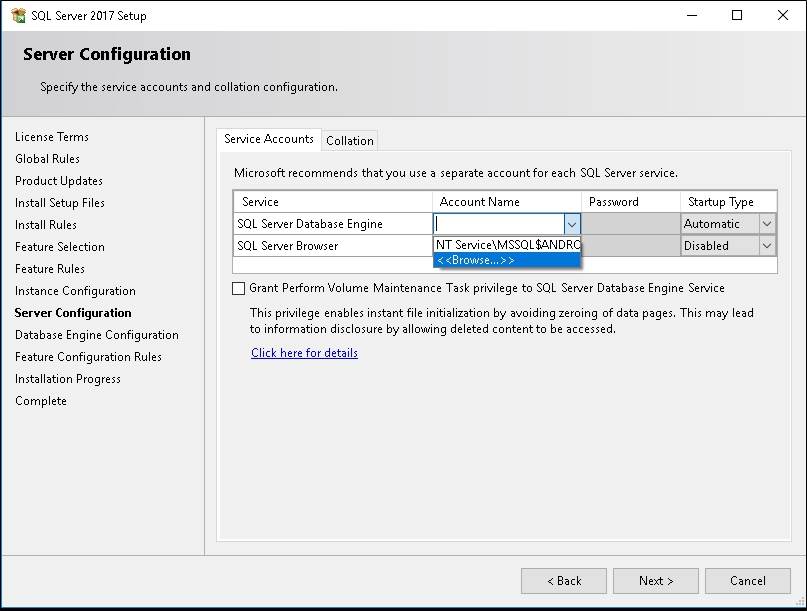 SQL Server 2017 Setup
Server Configuration
Specify the service accounts and collation configuration.
License Terms
Global Rules
Product Updates
Install Setup Files
Install Rules
Feature Selection
Feature Rules
Instance Configuration
Server Configuration
Database Engine Configuration
Feature Configuration Rules
Installation Progress
Complete
Service Accounts Collation
Microsoft recommends that you use a separate account for each SQL Server service.
Service Account Name Password Startup Type
SQL Server Database Engine Automatic
SQL Server Browser NT Service\MSSQL$ANDRO Disabled
<<Browse...>>
Grant Perform Volume Maintenance Task privilege to SQL Server Database Engine Service
This privilege enables instant file initialization by avoiding zeroing of data pages. This may lead
to information disclosure by allowing deleted content to be accessed.
Click here for details
< Back Next > Cancel